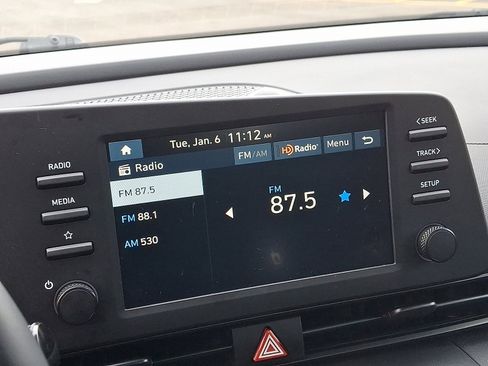 Tue, Jan. 6 11:12 AM
Radio
FM/AM
HD Radio
Menu
FM 87.5
FM 88.1
AM 530
FM
87.5
RADIO
MEDIA
< SEEK
TRACK >
SETUP